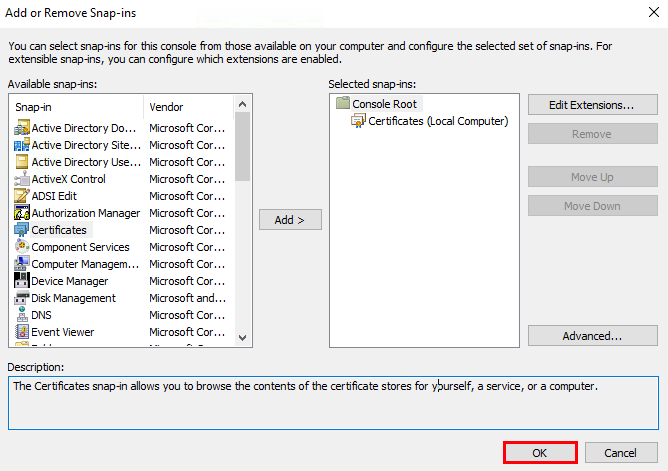 Add or Remove Snap-ins
You can select snap-ins for this console from those available on your computer and configure the selected set of snap-ins. For
extensible snap-ins, you can configure which extensions are enabled.
Available snap-ins:
Selected snap-ins:
Snap-in Vendor
Active Directory Do... Microsoft Cor...
Active Directory Site... Microsoft Cor...
Active Directory Use... Microsoft Cor...
ActiveX Control Microsoft Cor...
ADSI Edit Microsoft Cor...
Authorization Manager Microsoft Cor...
Certificates Microsoft Cor...
Component Services Microsoft Cor...
Computer Managem... Microsoft Cor...
Device Manager Microsoft Cor...
Disk Management Microsoft and...
DNS Microsoft Cor...
Event Viewer Microsoft Cor...
Add >
Console Root
Certificates (Local Computer)
Edit Extensions...
Remove
Move Up
Move Down
Advanced...
Description:
The Certificates snap-in allows you to browse the contents of the certificate stores for yourself, a service, or a computer.
OK
Cancel